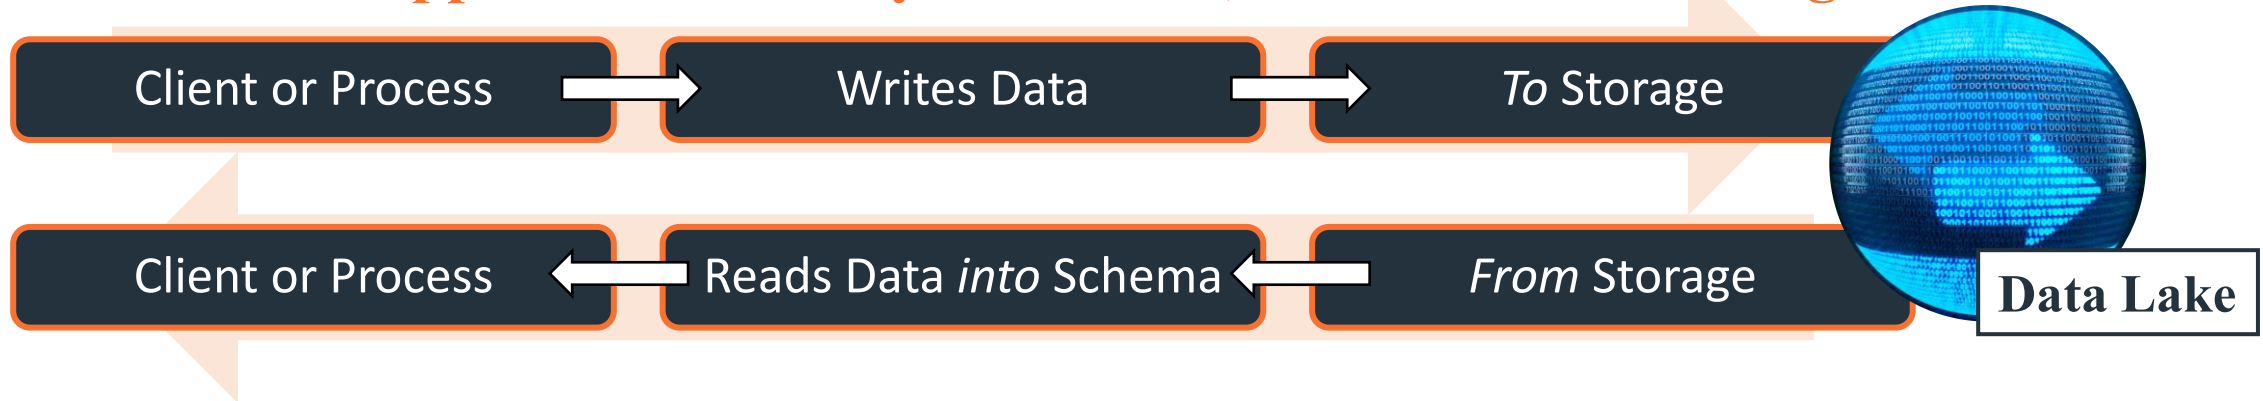 Client or Process
Writes Data
To Storage
Client or Process
Reads Data into Schema
From Storage
Data Lake